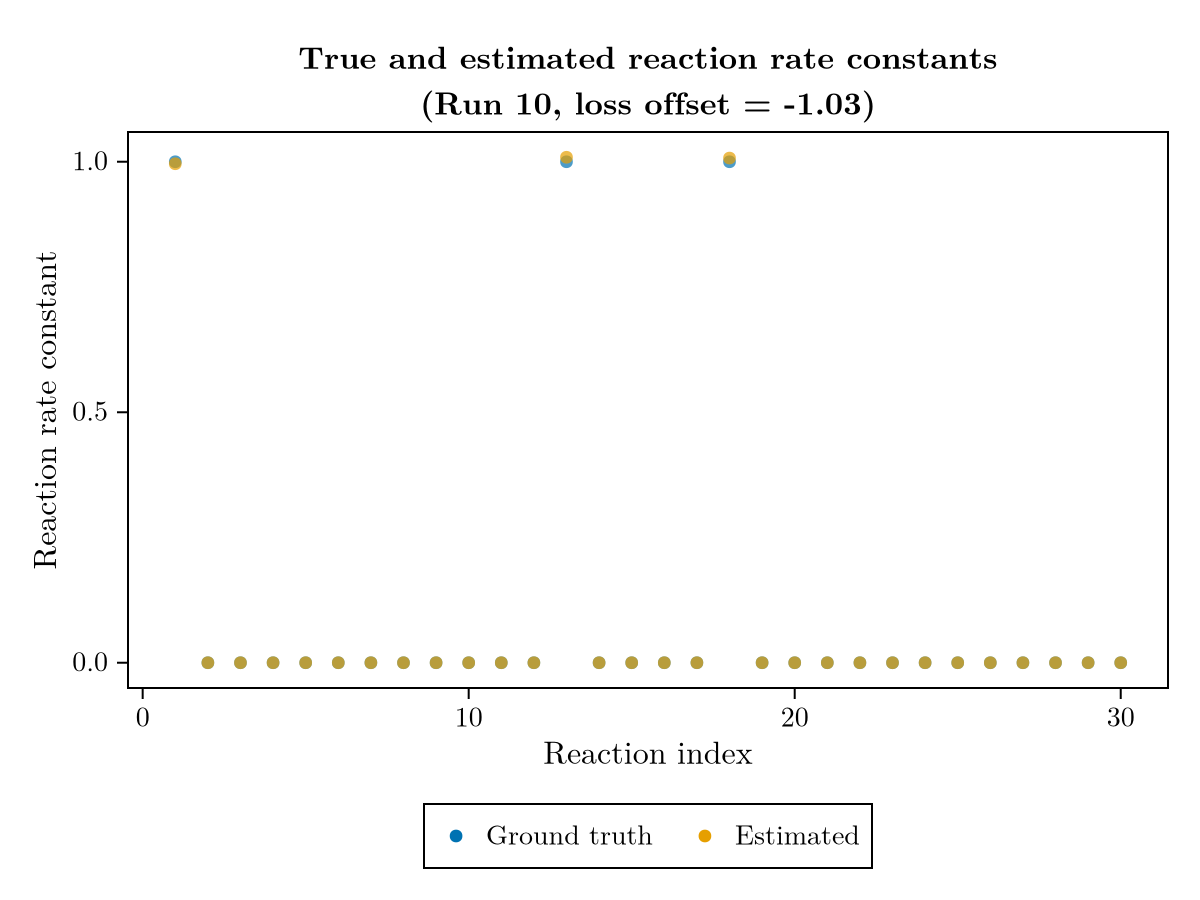 True and estimated reaction rate constants
(Run 10, loss offset = -1.03)
1.0
0.5
0.0
Reaction rate constant
0 10 20 30
Reaction index
Ground truth Estimated